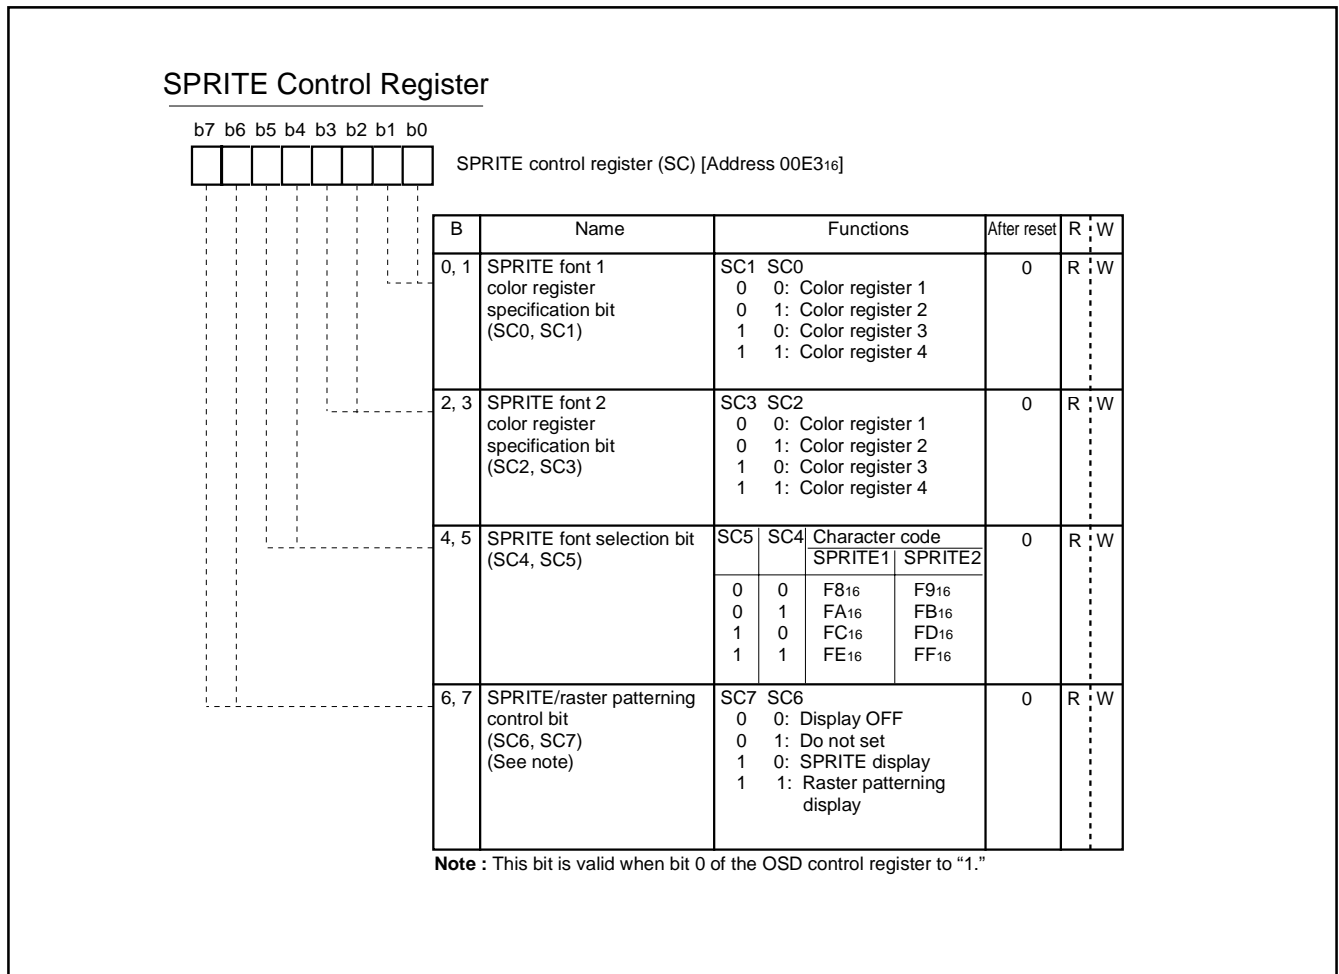 SPRITE Control Register
b7 b6 b5 b4 b3 b2 b1 b0
SPRITE control register (SC) [Address 00E316]
B Name Functions After reset R W
0, 1 SPRITE font 1 SC1 SC0 0 R W
color register 0 0: Color register 1
specification bit 0 1: Color register 2
(SC0, SC1) 1 0: Color register 3
1 1: Color register 4
2, 3 SPRITE font 2 SC3 SC2 0 R W
color register 0 0: Color register 1
specification bit 0 1: Color register 2
(SC2, SC3) 1 0: Color register 3
1 1: Color register 4
4, 5 SPRITE font selection bit SC5 SC4 Character code 0 R W
(SC4, SC5) SPRITE1 SPRITE2
0 0 F816 F916
0 1 FA16 FB16
1 0 FC16 FD16
1 1 FE16 FF16
6, 7 SPRITE/raster patterning SC7 SC6 0 R W
control bit 0 0: Display OFF
(SC6, SC7) 0 1: Do not set
(See note) 1 0: SPRITE display
1 1: Raster patterning
display
Note : This bit is valid when bit 0 of the OSD control register to “1.”